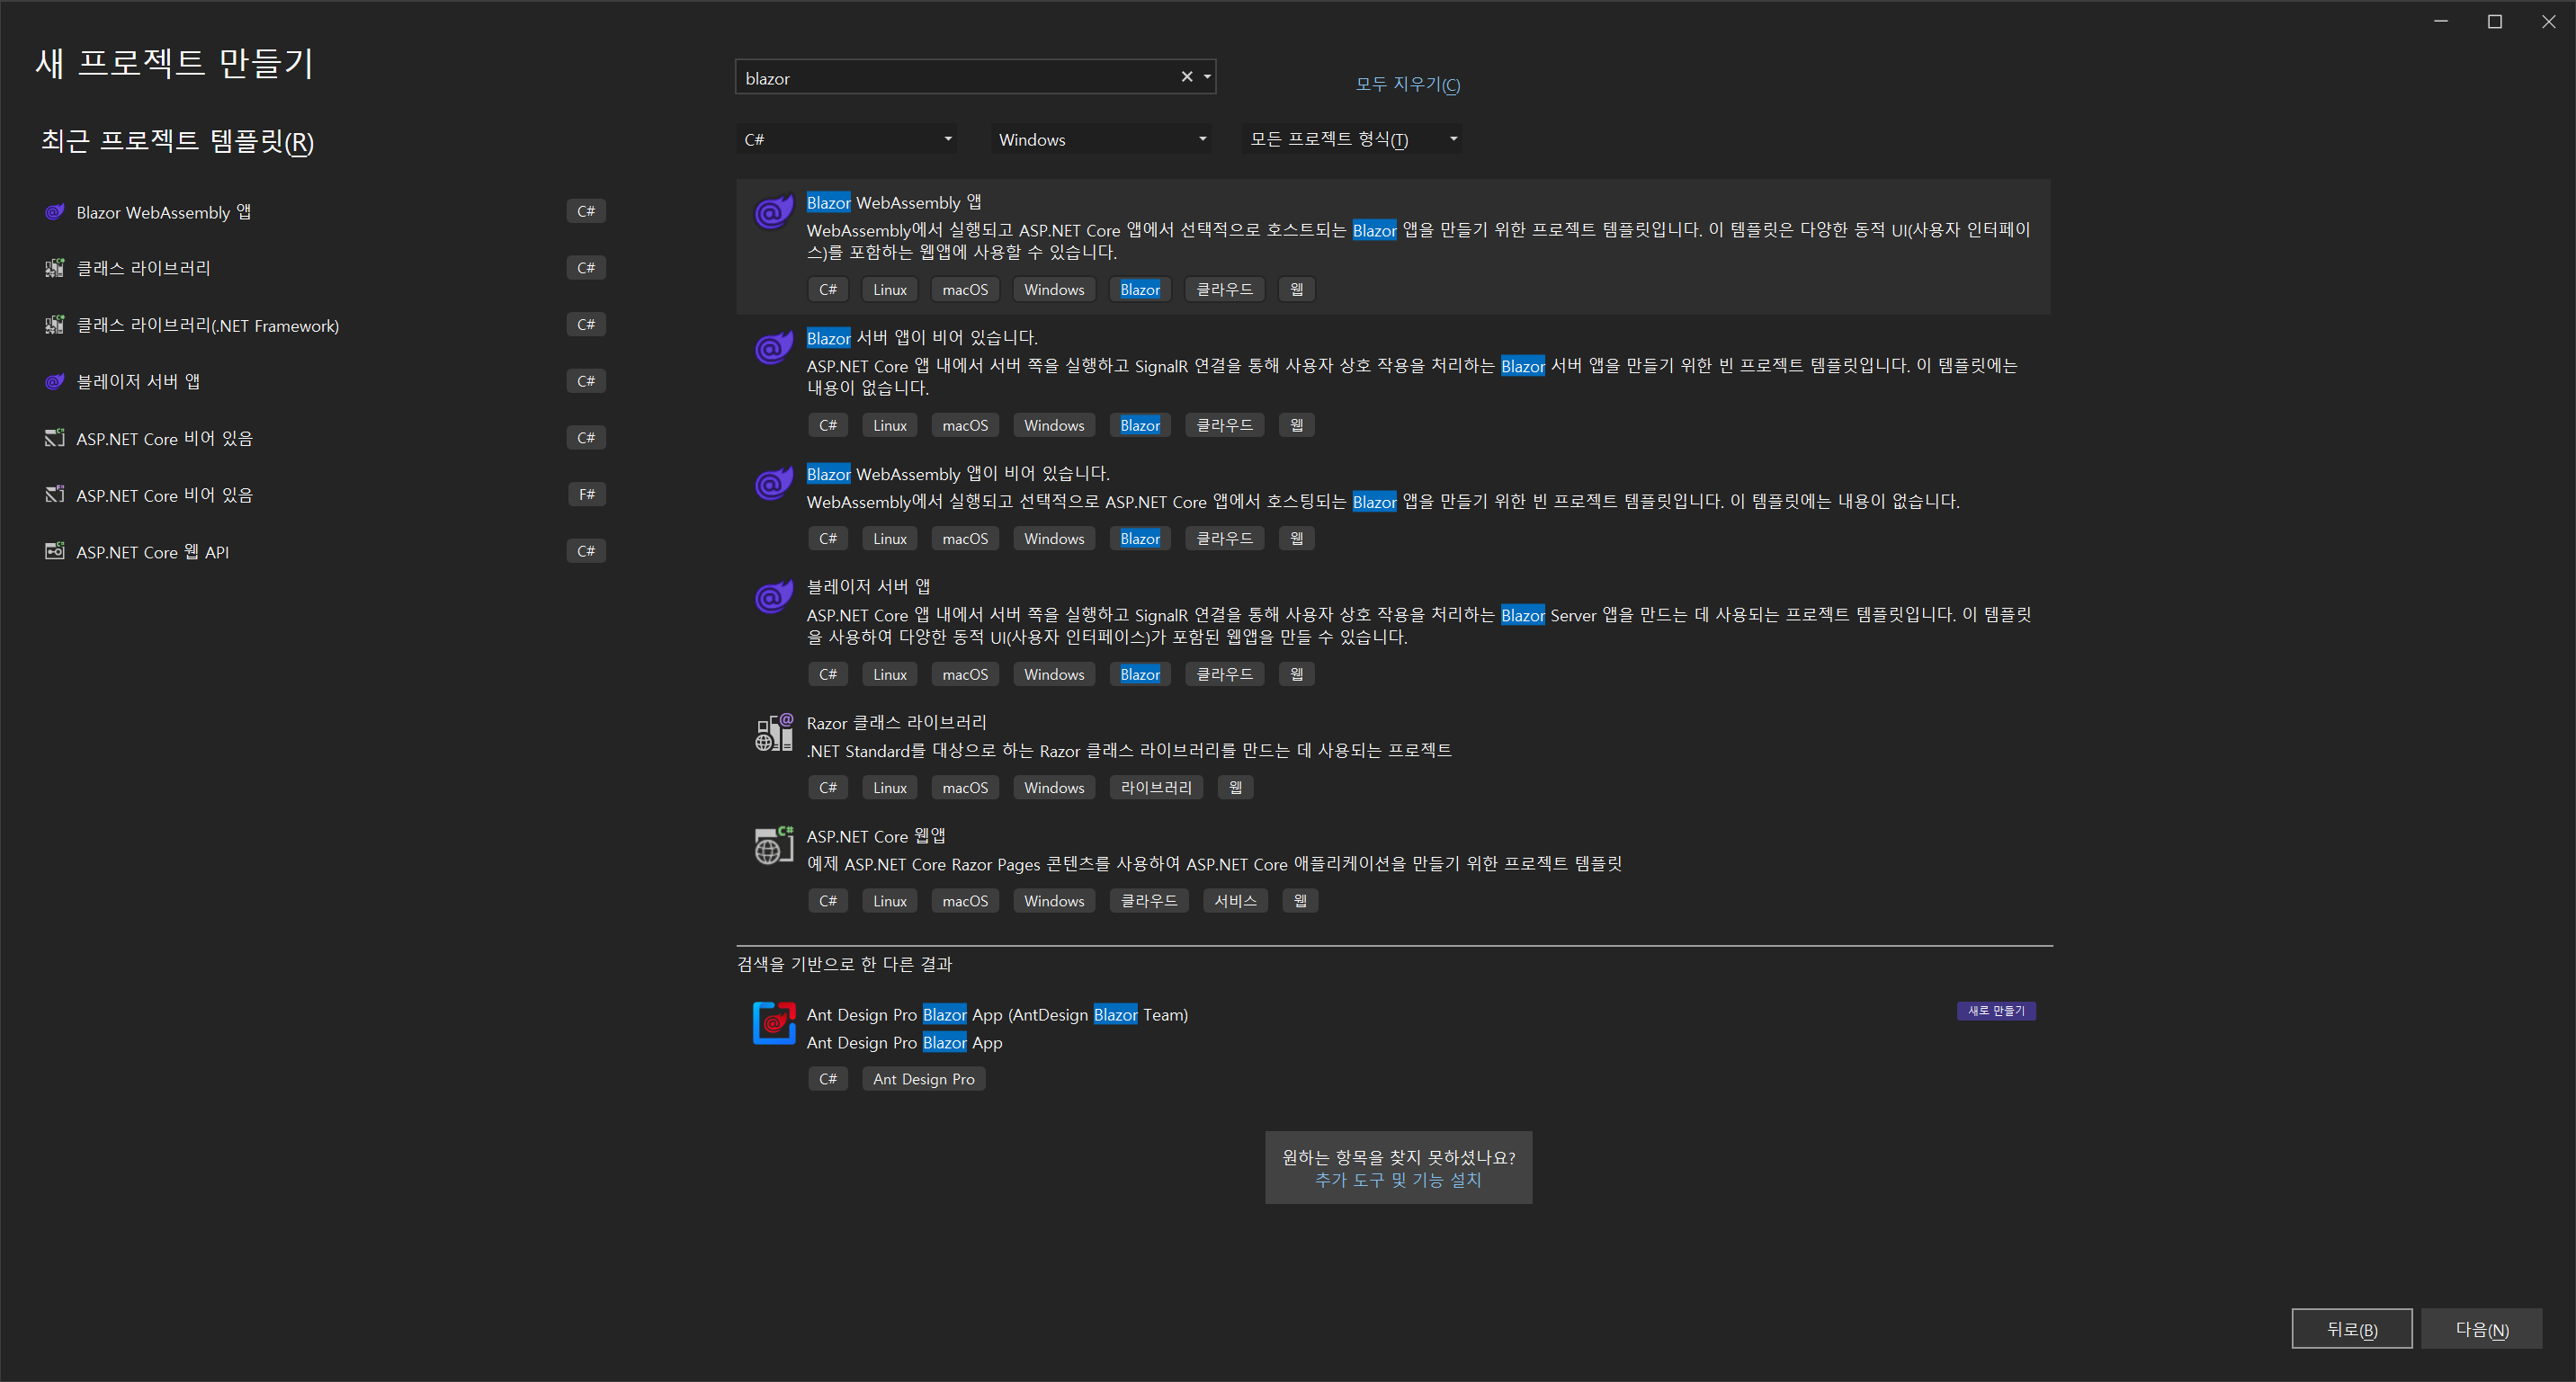 새 프로젝트 만들기
최근 프로젝트 템플릿(R)
Blazor WebAssembly 앱
C#
클래스 라이브러리
C#
클래스 라이브러리(.NET Framework)
C#
블레이저 서버 앱
C#
ASP.NET Core 비어 있음
C#
ASP.NET Core 비어 있음
F#
ASP.NET Core 웹 API
C#
blazor
모두 지우기(C)
C#
Windows
모든 프로젝트 형식(T)
Blazor WebAssembly 앱
WebAssembly에서 실행되고 ASP.NET Core 앱에서 선택적으로 호스트되는 Blazor 앱을 만들기 위한 프로젝트 템플릿입니다. 이 템플릿은 다양한 동적 UI(사용자 인터페이
스)를 포함하는 웹앱에 사용할 수 있습니다.
C# Linux macOS Windows Blazor 클라우드 웹
Blazor 서버 앱이 비어 있습니다.
ASP.NET Core 앱 내에서 서버 쪽을 실행하고 SignalR 연결을 통해 사용자 상호 작용을 처리하는 Blazor 서버 앱을 만들기 위한 빈 프로젝트 템플릿입니다. 이 템플릿에는
내용이 없습니다.
C# Linux macOS Windows Blazor 클라우드 웹
Blazor WebAssembly 앱이 비어 있습니다.
WebAssembly에서 실행되고 선택적으로 ASP.NET Core 앱에서 호스팅되는 Blazor 앱을 만들기 위한 빈 프로젝트 템플릿입니다. 이 템플릿에는 내용이 없습니다.
C# Linux macOS Windows Blazor 클라우드 웹
블레이저 서버 앱
ASP.NET Core 앱 내에서 서버 쪽을 실행하고 SignalR 연결을 통해 사용자 상호 작용을 처리하는 Blazor Server 앱을 만드는 데 사용되는 프로젝트 템플릿입니다. 이 템플릿
을 사용하여 다양한 동적 UI(사용자 인터페이스)가 포함된 웹앱을 만들 수 있습니다.
C# Linux macOS Windows Blazor 클라우드 웹
Razor 클래스 라이브러리
.NET Standard를 대상으로 하는 Razor 클래스 라이브러리를 만드는 데 사용되는 프로젝트
C# Linux macOS Windows 라이브러리 웹
ASP.NET Core 웹앱
예제 ASP.NET Core Razor Pages 콘텐츠를 사용하여 ASP.NET Core 애플리케이션을 만들기 위한 프로젝트 템플릿
C# Linux macOS Windows 클라우드 서비스 웹
검색을 기반으로 한 다른 결과
Ant Design Pro Blazor App (AntDesign Blazor Team)
새로 만들기
Ant Design Pro Blazor App
C# Ant Design Pro
원하는 항목을 찾지 못하셨나요?
추가 도구 및 기능 설치
뒤로(B)
다음(N)